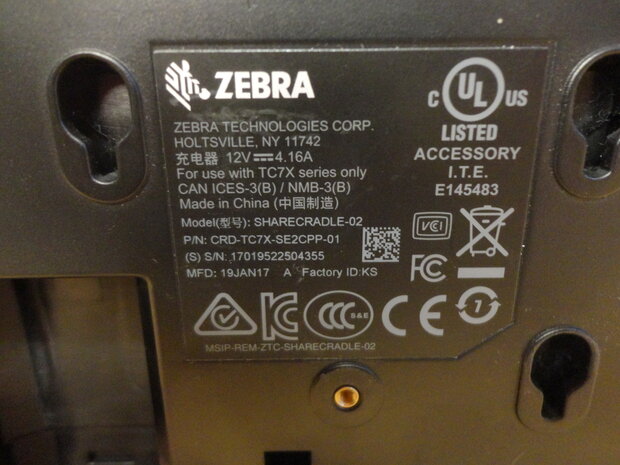 ZEBRA
ZEBRA TECHNOLOGIES CORP.
HOLTSVILLE, NY 11742
充电器 12V⎓4.16A
For use with TC7X series only
CAN ICES-3(B) / NMB-3(B)
Made in China (中国制造)
Model(型号): SHARECRADLE-02
P/N: CRD-TC7X-SE2CPP-01
(S) S/N: 17019522504355
MFD: 19JAN17 A Factory ID:KS
C UL US
LISTED
ACCESSORY
I.T.E.
E145483
VCI
FC
CCC S&E
CE
7
MSIP-REM-ZTC-SHARECRADLE-02